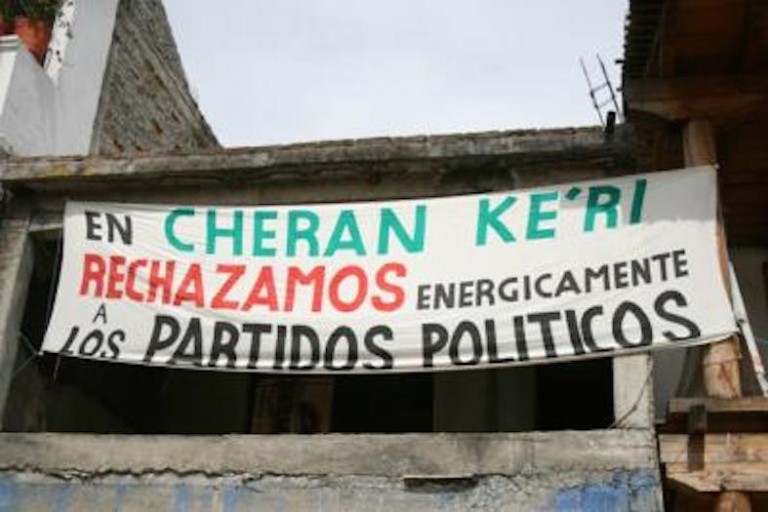 EN CHERAN KE'RI
RECHAZAMOS ENERGICAMENTE
A
LOS PARTIDOS POLITICOS